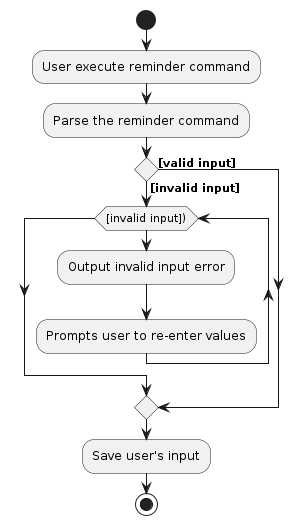 User execute reminder command
Parse the reminder command
[valid input]
[invalid input]
[invalid input])
Output invalid input error
Prompts user to re-enter values
Save user's input